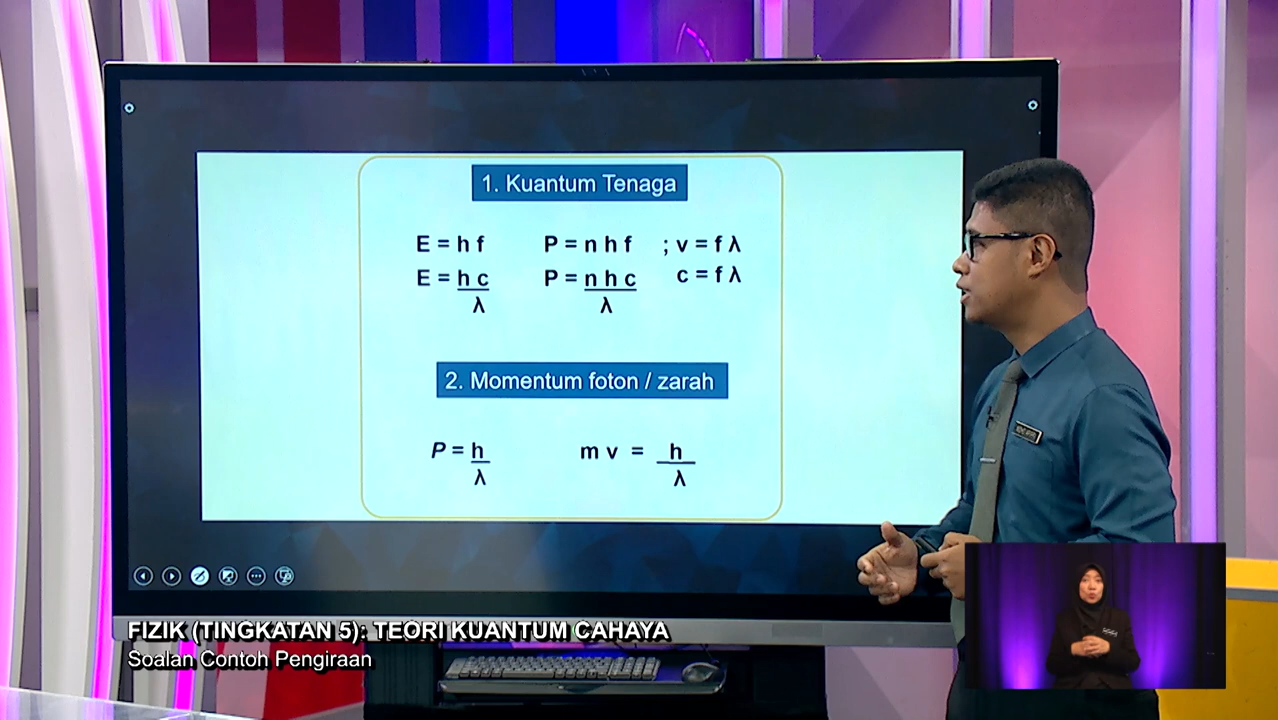 1. Kuantum Tenaga
E = h f P = n h f ; v = f λ
E = h c P = n h c c = f λ
λ λ
2. Momentum foton / zarah
P = h m v = h
λ λ
FIZIK (TINGKATAN 5): TEORI KUANTUM CAHAYA
Soalan Contoh Pengiraan